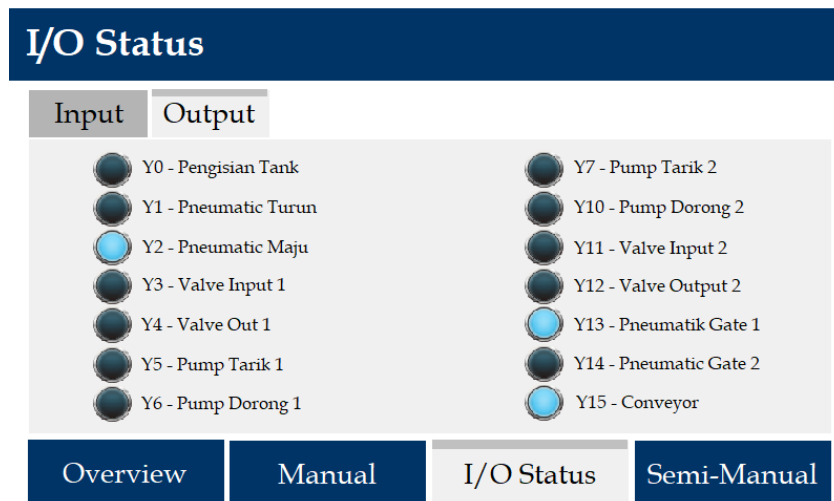 I/O Status
Input
Output
Y0 - Pengisian Tank
Y1 - Pneumatic Turun
Y2 - Pneumatic Maju
Y3 - Valve Input 1
Y4 - Valve Out 1
Y5 - Pump Tarik 1
Y6 - Pump Dorong 1
Y7 - Pump Tarik 2
Y10 - Pump Dorong 2
Y11 - Valve Input 2
Y12 - Valve Output 2
Y13 - Pneumatik Gate 1
Y14 - Pneumatic Gate 2
Y15 - Conveyor
Overview
Manual
I/O Status
Semi-Manual